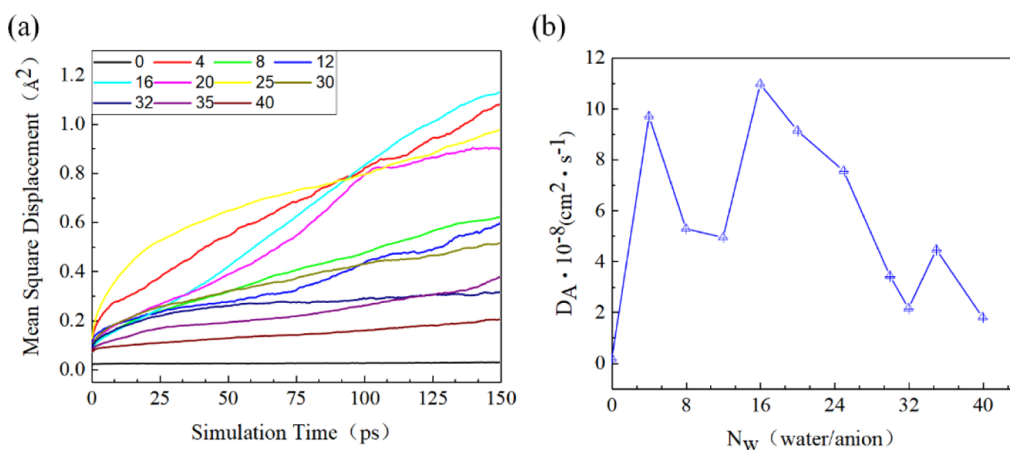 (a)
0 4 8 12
16 20 25 30
32 35 40
Mean Square Displacement (Å²)
1.2
1.0
0.8
0.6
0.4
0.2
0.0
0 25 50 75 100 125 150
Simulation Time (ps)
(b)
D_A · 10⁻⁸(cm² · s⁻¹)
12
10
8
6
4
2
0
0 8 16 24 32 40
N_W (water/anion)